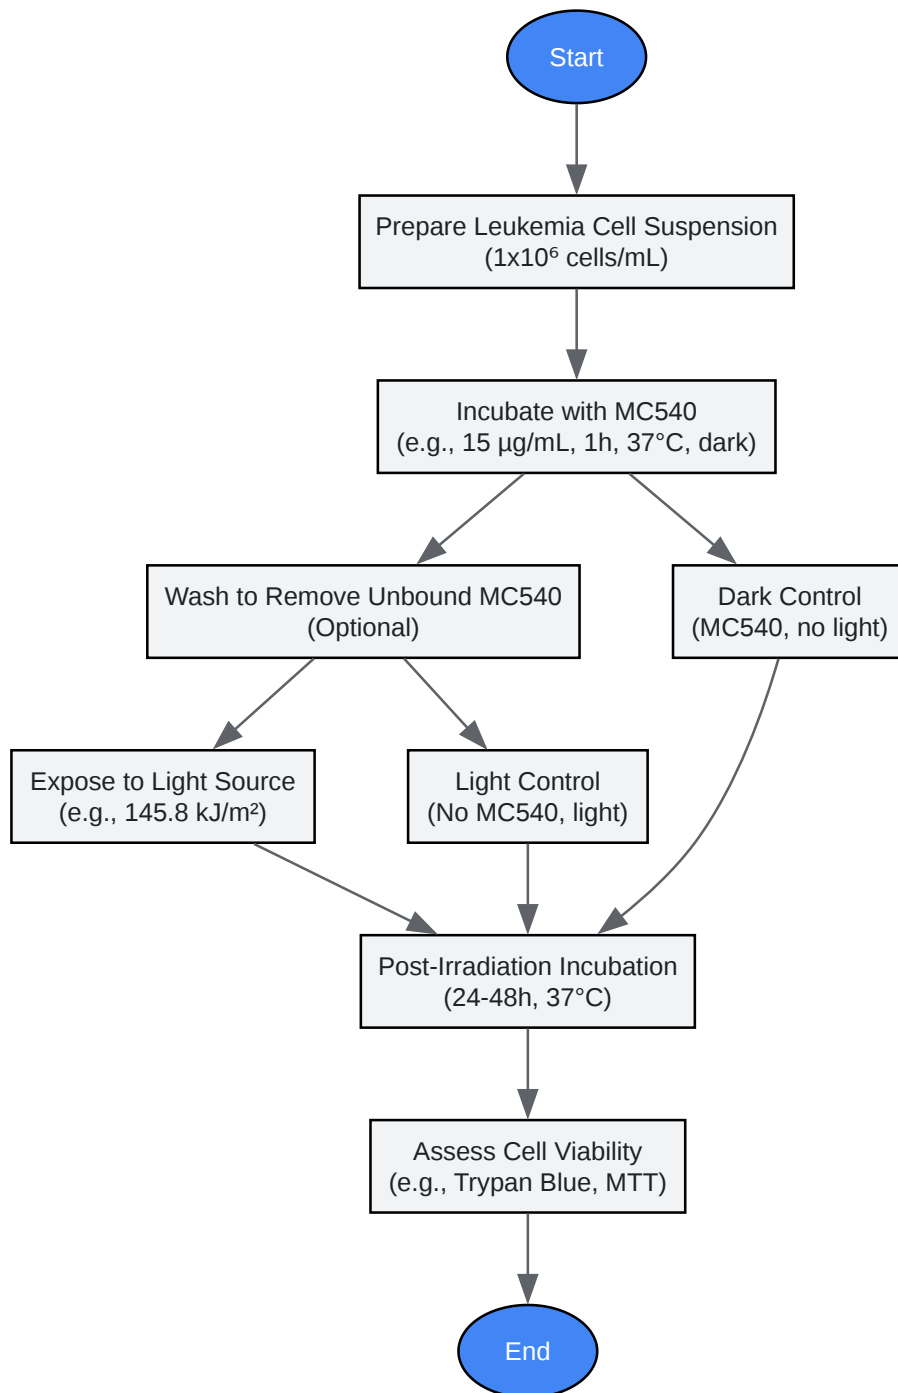 Start
Prepare Leukemia Cell Suspension
(1x10⁶ cells/mL)
Incubate with MC540
(e.g., 15 µg/mL, 1h, 37°C, dark)
Wash to Remove Unbound MC540
(Optional)
Dark Control
(MC540, no light)
Expose to Light Source
(e.g., 145.8 kJ/m²)
Light Control
(No MC540, light)
Post-Irradiation Incubation
(24-48h, 37°C)
Assess Cell Viability
(e.g., Trypan Blue, MTT)
End